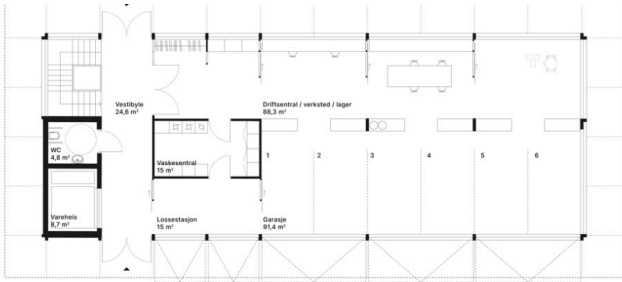 Vestibyle
24,6 m²
Driftsentral / verksted / lager
88,3 m²
WC
4,8 m²
Vaskesentral
15 m²
1
2
3
4
5
6
Vareheis
8,7 m²
Lossestasjon
15 m²
Garasje
91,4 m²